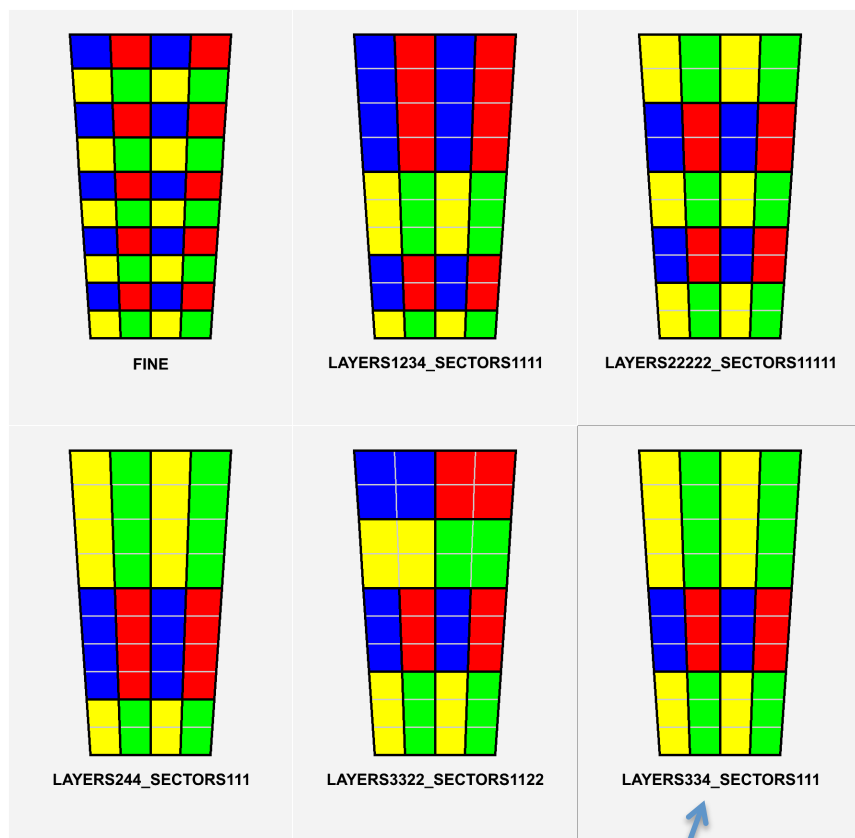 FINE
LAYERS1234_SECTORS1111
LAYERS22222_SECTORS11111
LAYERS244_SECTORS111
LAYERS3322_SECTORS1122
LAYERS334_SECTORS111